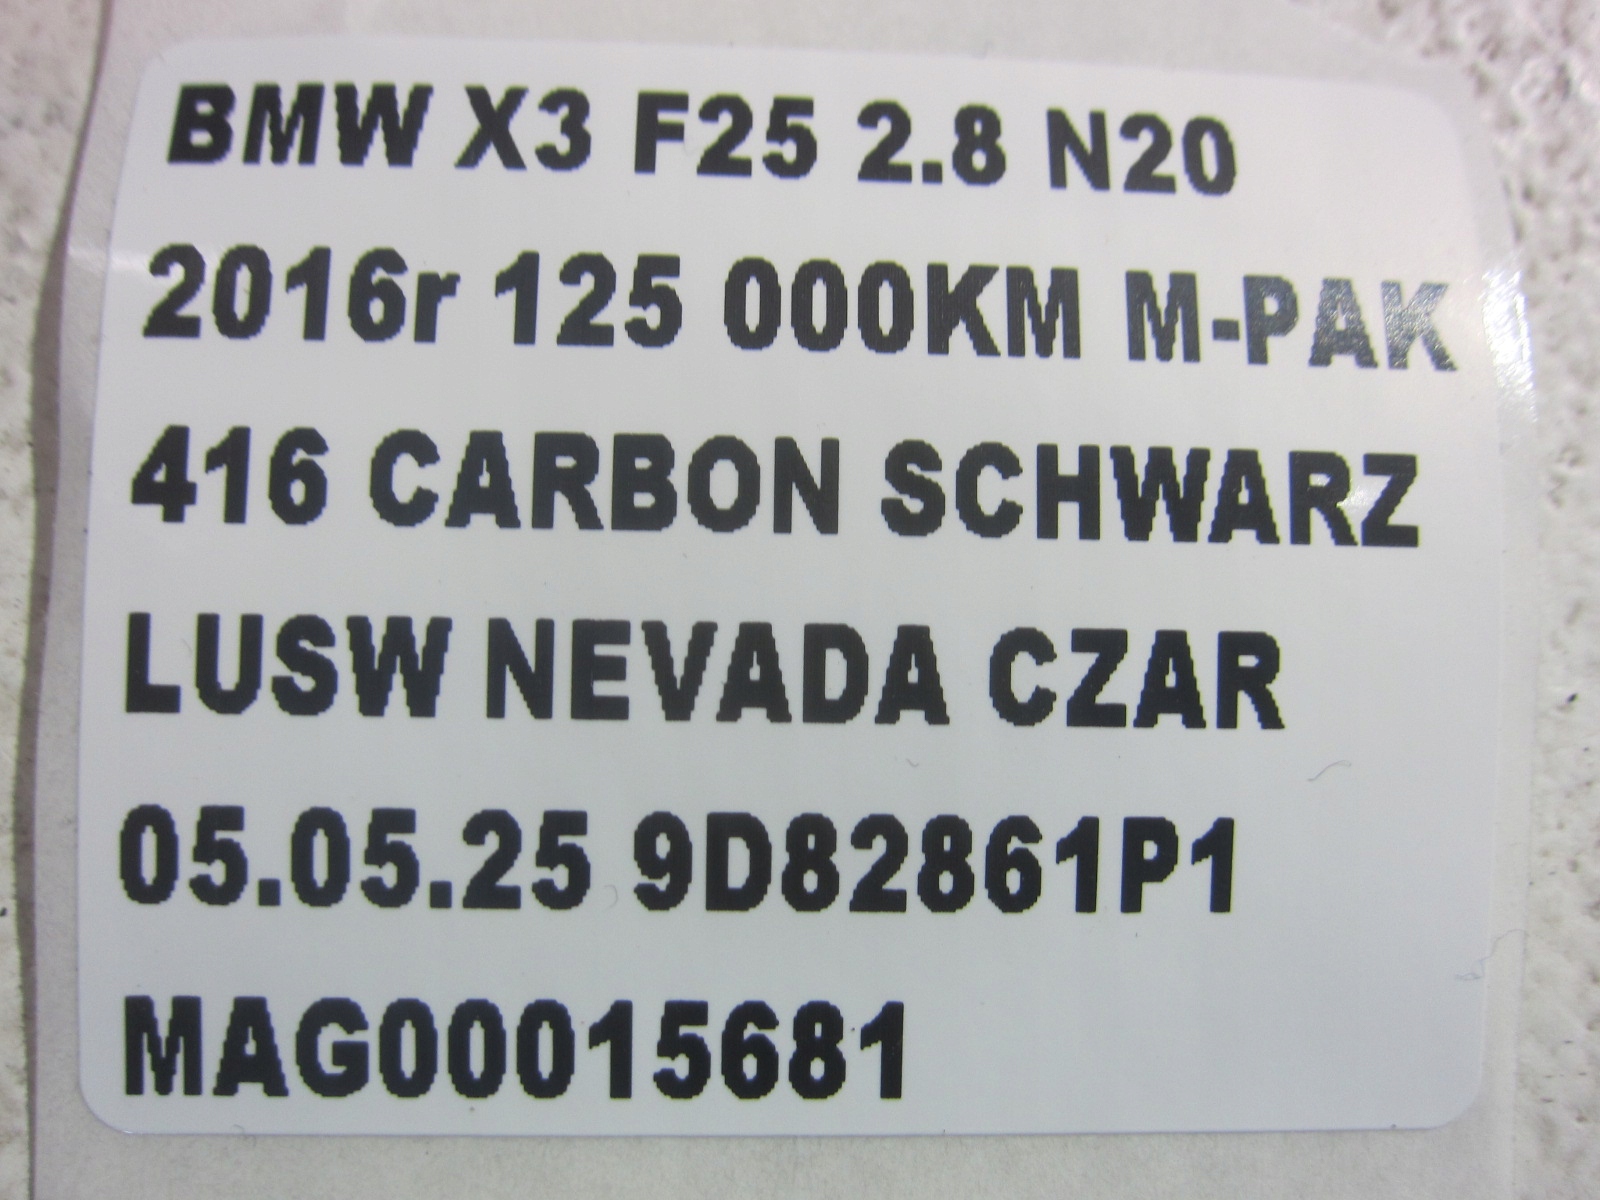 BMW X3 F25 2.8 N20
2016r 125 000KM M-PAK
416 CARBON SCHWARZ
LUSW NEVADA CZAR
05.05.25 9D82861P1
MAG00015681